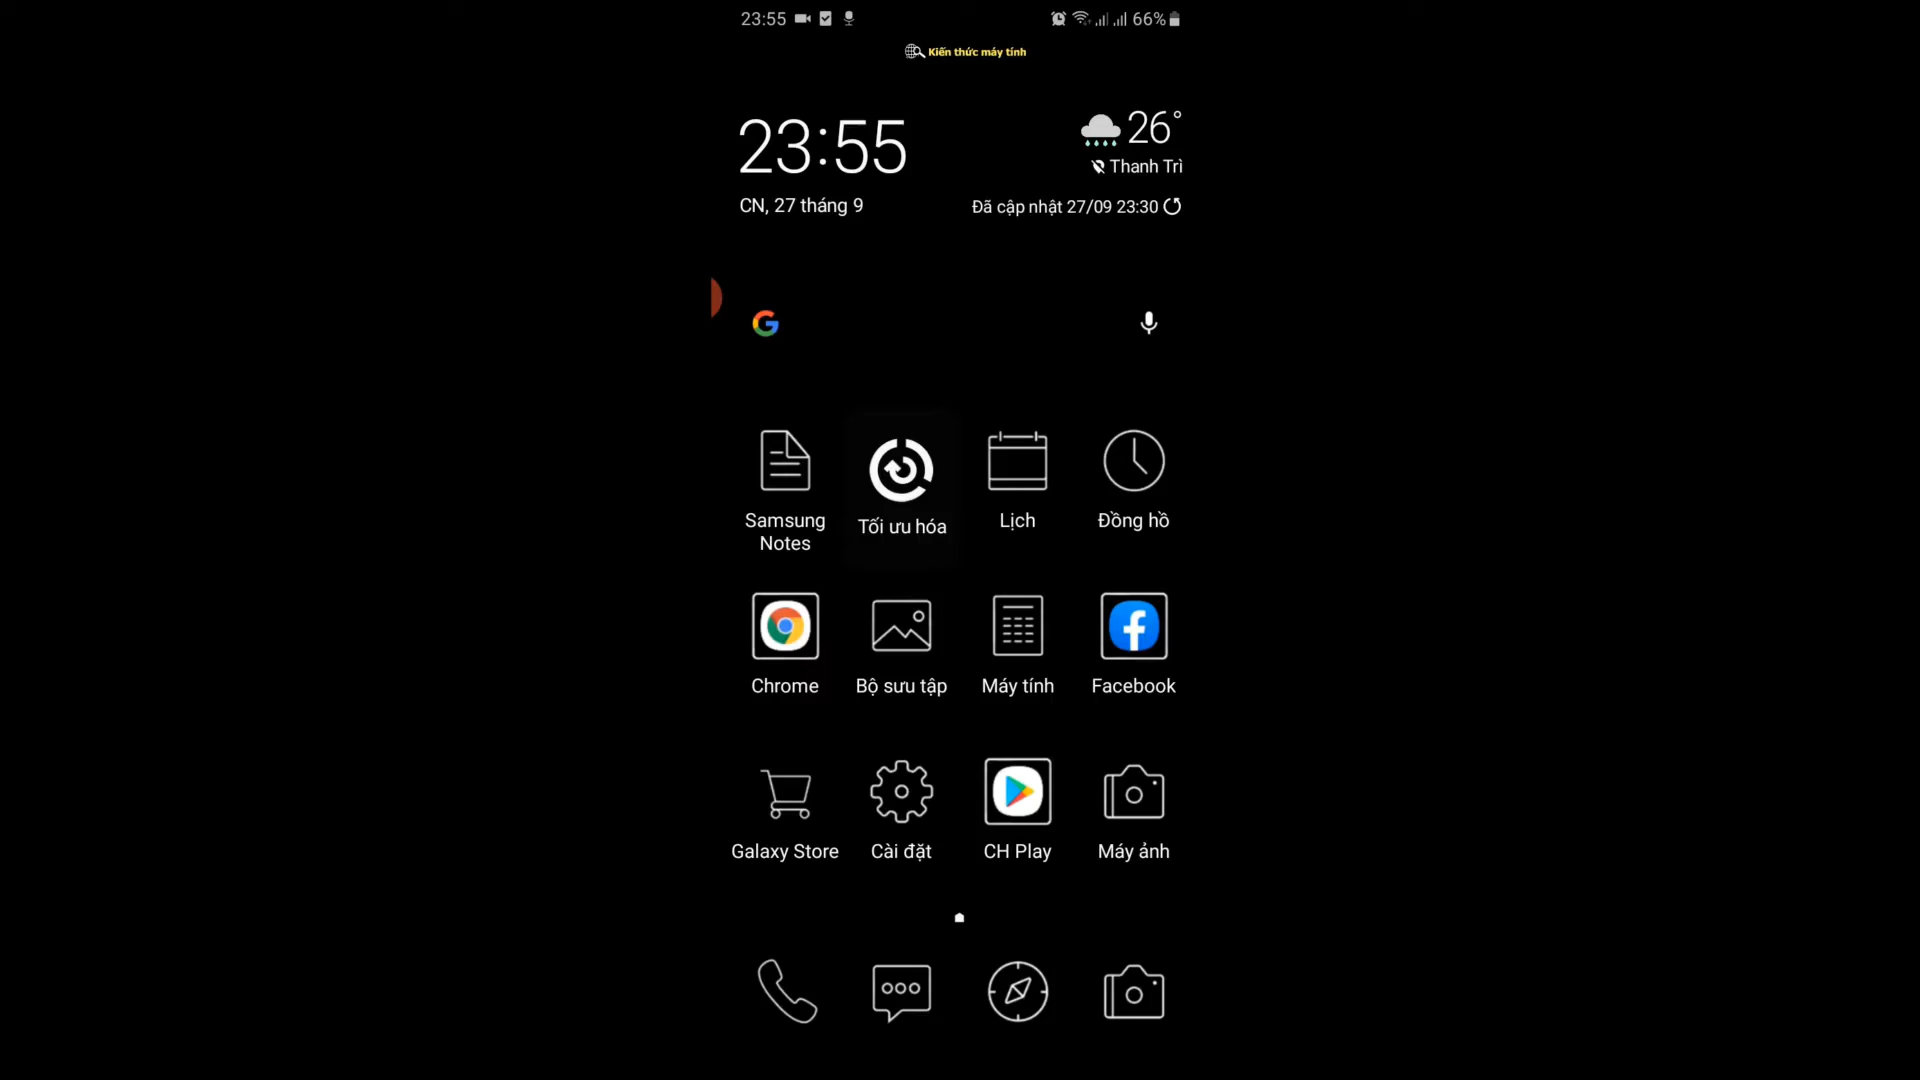 23:55
66%
Kiến thức máy tính
23:55
26°
Thanh Trì
CN, 27 tháng 9
Đã cập nhật 27/09 23:30
Samsung
Notes
Tối ưu hóa
Lịch
Đồng hồ
Chrome
Bộ sưu tập
Máy tính
Facebook
Galaxy Store
Cài đặt
CH Play
Máy ảnh